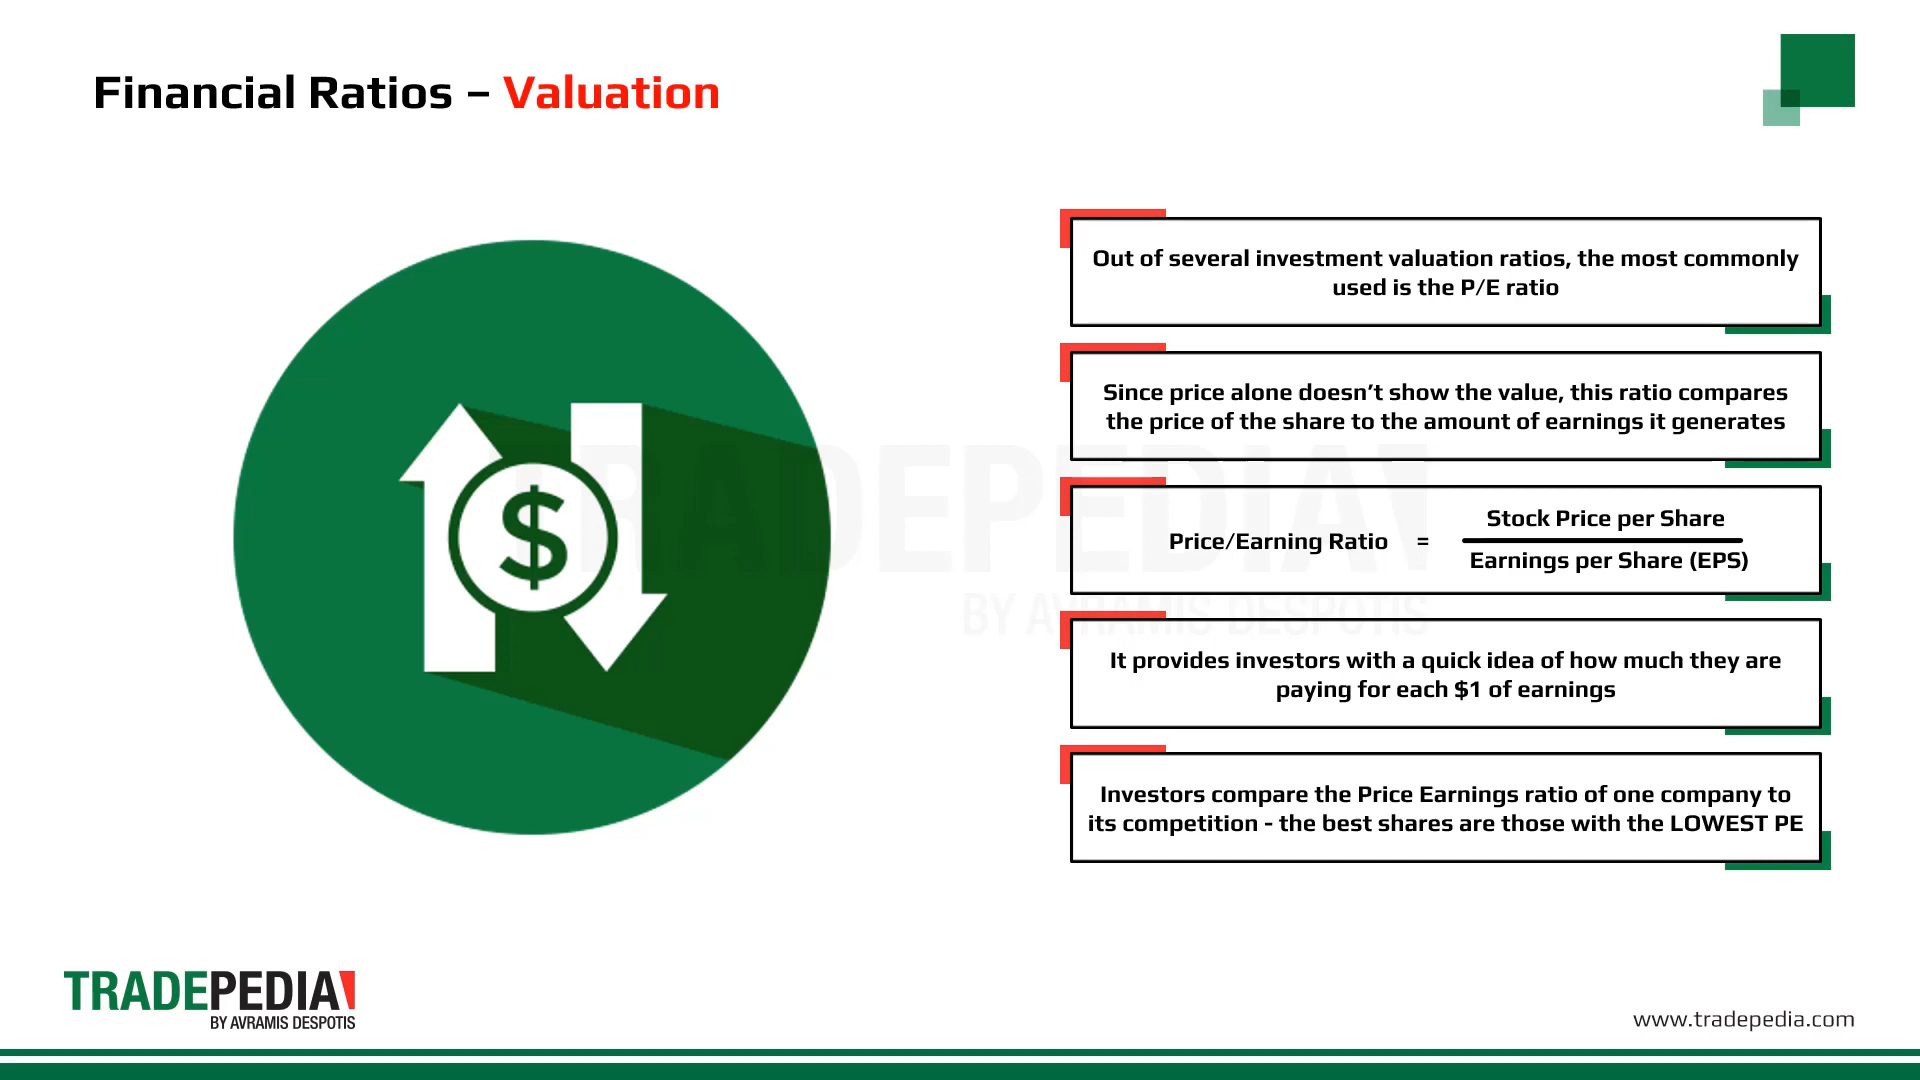 Financial Ratios – Valuation
Out of several investment valuation ratios, the most commonly
used is the P/E ratio
Since price alone doesn’t show the value, this ratio compares
the price of the share to the amount of earnings it generates
Price/Earning Ratio = Stock Price per Share
Earnings per Share (EPS)
It provides investors with a quick idea of how much they are
paying for each $1 of earnings
Investors compare the Price Earnings ratio of one company to
its competition - the best shares are those with the LOWEST PE
$
TRADEPEDIA
BY AVRAMIS DESPOTIS
TRADEPEDIA
BY AVRAMIS DESPOTIS
www.tradepedia.com